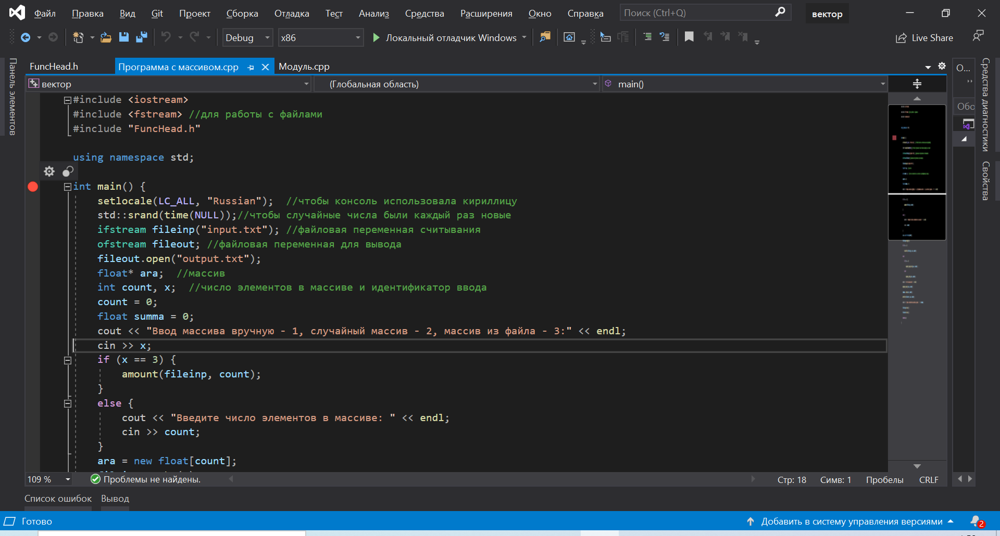 Файл Правка Вид Git Проект Сборка Отладка Тест Анализ Средства Расширения Окно Справка Поиск (Ctrl+Q) вектор
Debug x86 Локальный отладчик Windows Live Share
Панель элементов
FuncHead.h Программа с массивом.cpp Модуль.cpp
О...
вектор (Глобальная область) main()
Обо
Средства диагностики
Свойства
#include <iostream>
#include <fstream> //для работы с файлами
#include "FuncHead.h"
using namespace std;
int main() {
setlocale(LC_ALL, "Russian"); //чтобы консоль использовала кириллицу
std::srand(time(NULL));//чтобы случайные числа были каждый раз новые
ifstream fileinp("input.txt"); //файловая переменная считывания
ofstream fileout; //файловая переменная для вывода
fileout.open("output.txt");
float* ara; //массив
int count, x; //число элементов в массиве и идентификатор ввода
count = 0;
float summa = 0;
cout << "Ввод массива вручную - 1, случайный массив - 2, массив из файла - 3:" << endl;
cin >> x;
if (x == 3) {
amount(fileinp, count);
}
else {
cout << "Введите число элементов в массиве: " << endl;
cin >> count;
}
ara = new float[count];
109 % Проблемы не найдены. Стр: 18 Симв: 1 Пробелы CRLF
Список ошибок Вывод
Готово Добавить в систему управления версиями 2